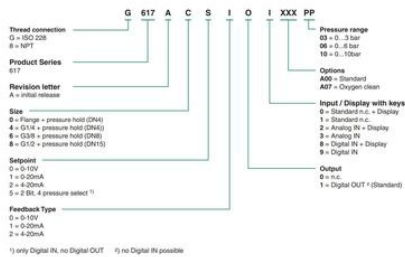 G 617 A C S I O I XXX PP
Thread connection
G = ISO 228
8 = NPT
Product Series
617
Revision letter
A = initial release
Size
0 = Flange + pressure hold (DN4)
4 = G1/4 + pressure hold (DN4))
6 = G3/8 + pressure hold (DN8)
8 = G1/2 + pressure hold (DN15)
Setpoint
0 = 0-10V
1 = 0-20mA
2 = 4-20mA
5 = 2 Bit, 4 pressure select ¹⁾
Feedback Type
0 = 0-10V
1 = 0-20mA
2 = 4-20mA
Pressure range
03 = 0...3 bar
06 = 0...6 bar
10 = 0...10bar
Options
A00 = Standard
A07 = Oxygen clean
Input / Display with keys
0 = Standard n.c. + Display
1 = Standard n.c.
2 = Analog IN + Display
3 = Analog IN
8 = Digital IN + Display
9 = Digital IN
Output
0 = n.c.
1 = Digital OUT ²⁾ (Standard)
¹⁾ only Digital IN, no Digital OUT ²⁾ no Digital IN possible